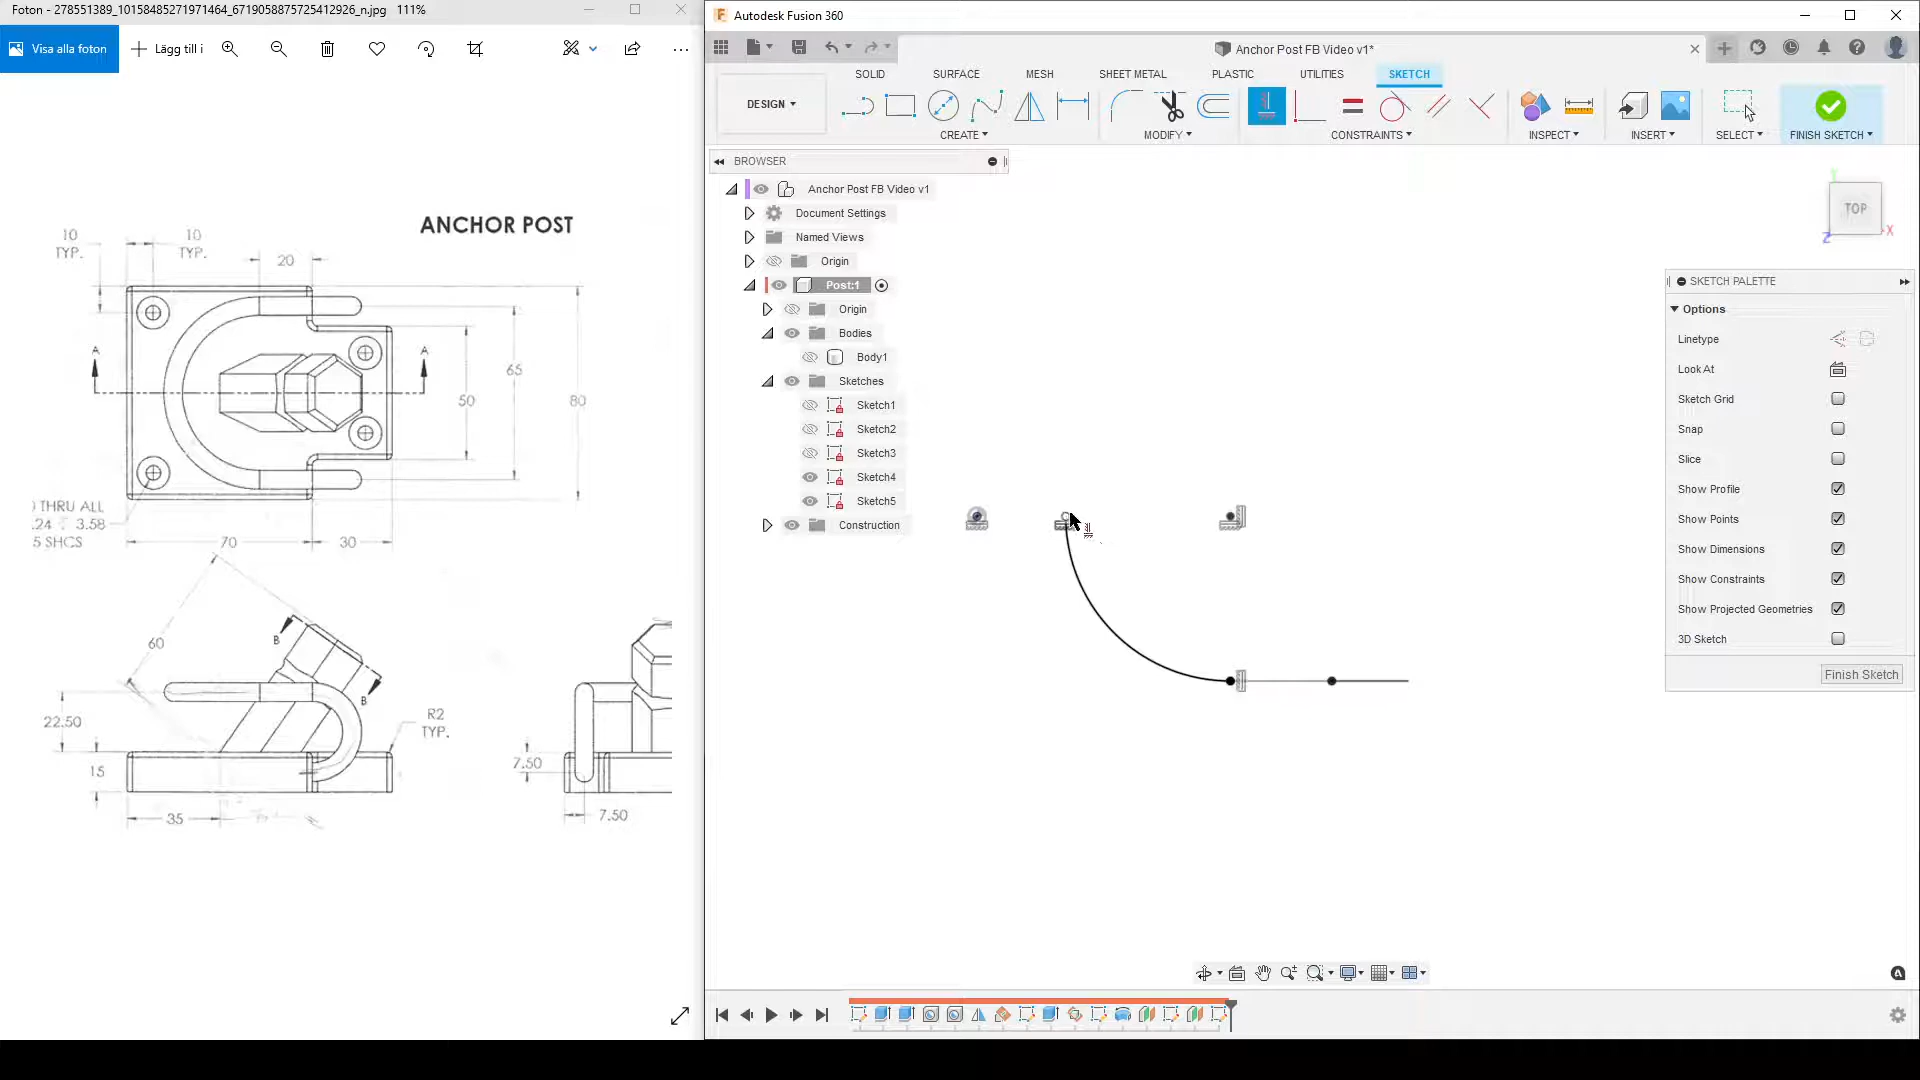 Foton - 278551389_10158485271971464_6719058875725412926_n.jpg 111%
Visa alla foton
Lägg till i
ANCHOR POST
10
TYP.
10
TYP.
20
A
A
65
50
80
) THRU ALL
.24 3.58
5 SHCS
70
30
60
B
B
22.50
15
35
R2
TYP.
7.50
7.50
Autodesk Fusion 360
Anchor Post FB Video v1*
DESIGN
SOLID
SURFACE
MESH
SHEET METAL
PLASTIC
UTILITIES
SKETCH
CREATE
MODIFY
CONSTRAINTS
INSPECT
INSERT
SELECT
FINISH SKETCH
BROWSER
Anchor Post FB Video v1
Document Settings
Named Views
Origin
Post:1
Origin
Bodies
Body1
Sketches
Sketch1
Sketch2
Sketch3
Sketch4
Sketch5
Construction
TOP
Y
X
Z
SKETCH PALETTE
Options
Linetype
Look At
Sketch Grid
Snap
Slice
Show Profile
Show Points
Show Dimensions
Show Constraints
Show Projected Geometries
3D Sketch
Finish Sketch